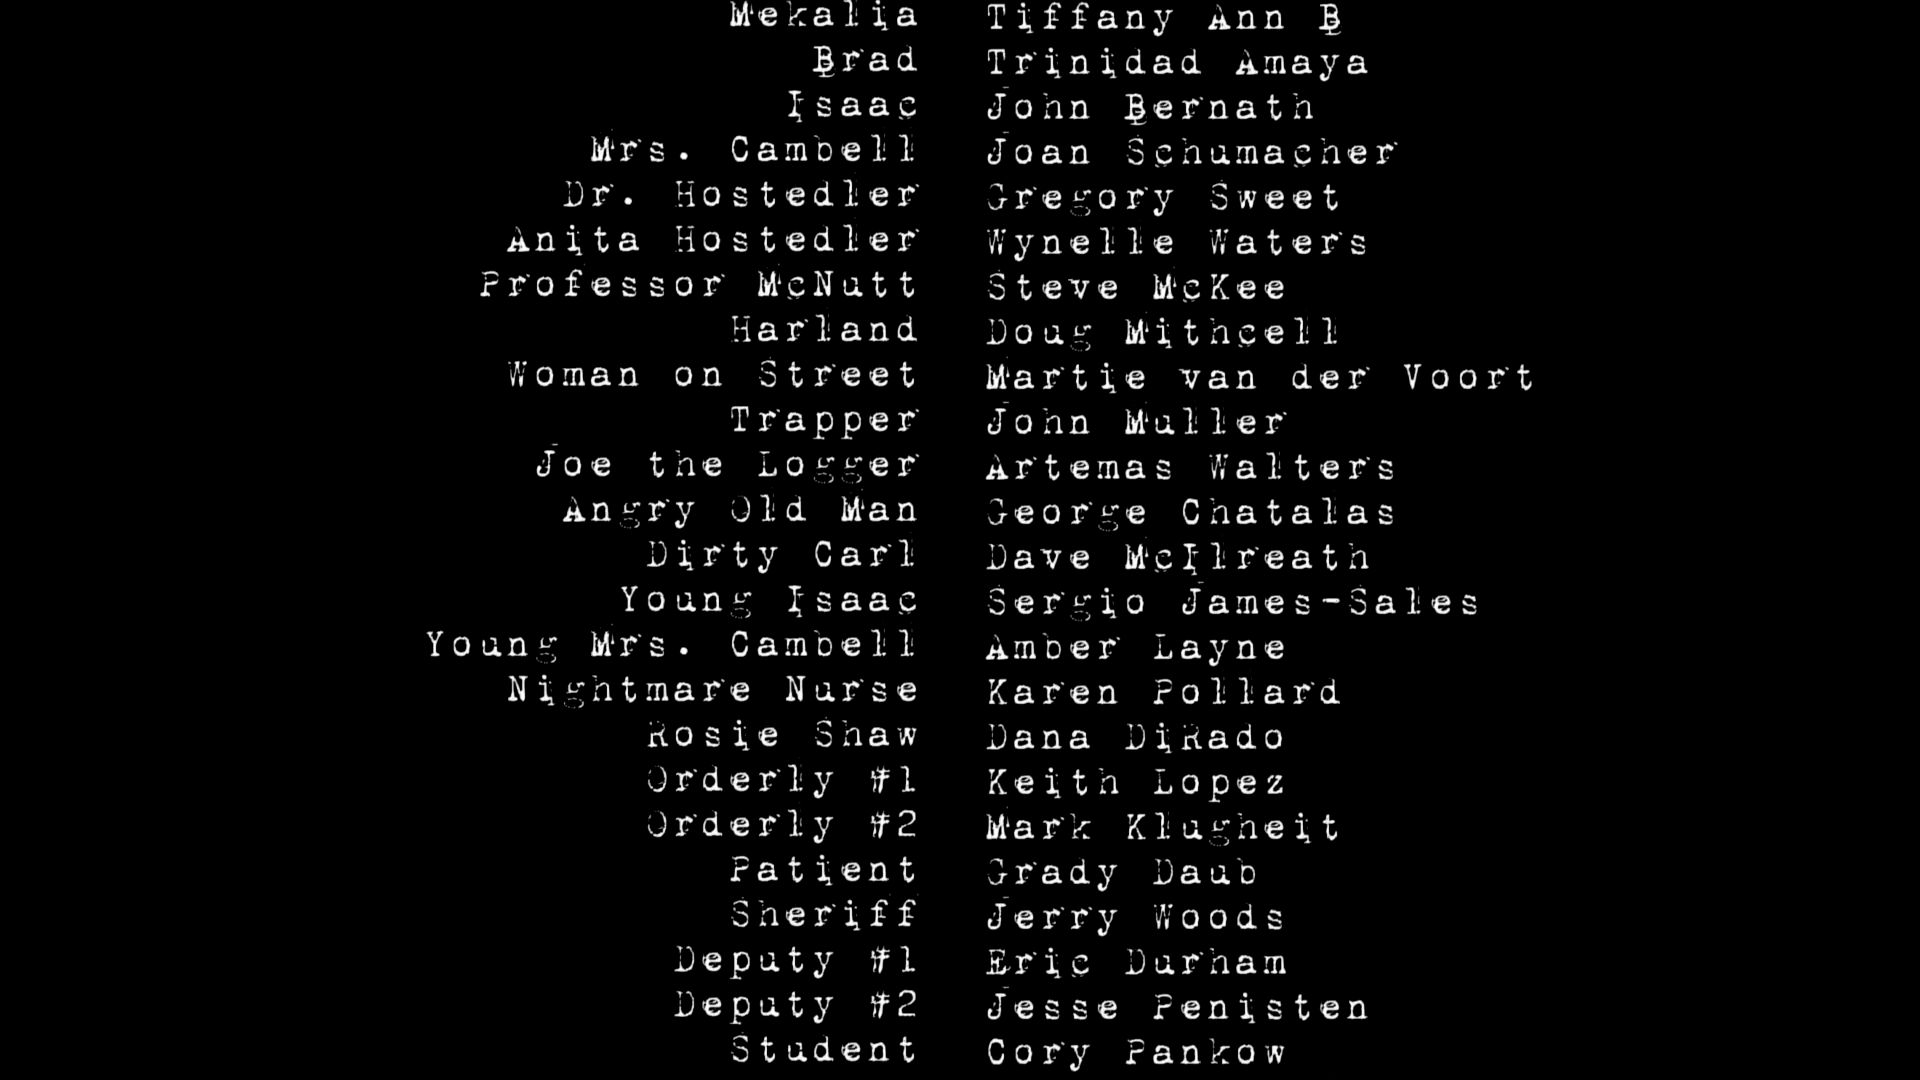 Mekalia Tiffany Ann B
Brad Trinidad Amaya
Isaac John Bernath
Mrs. Cambell Joan Schumacher
Dr. Hostedler Gregory Sweet
Anita Hostedler Wynelle Waters
Professor McNutt Steve McKee
Harland Doug Mithcell
Woman on Street Martie van der Voort
Trapper John Muller
Joe the Logger Artemas Walters
Angry Old Man George Chatalas
Dirty Carl Dave McIlreath
Young Isaac Sergio James-Sales
Young Mrs. Cambell Amber Layne
Nightmare Nurse Karen Pollard
Rosie Shaw Dana DiRado
Orderly #1 Keith Lopez
Orderly #2 Mark Klugheit
Patient Grady Daub
Sheriff Jerry Woods
Deputy #1 Eric Durham
Deputy #2 Jesse Penisten
Student Cory Pankow